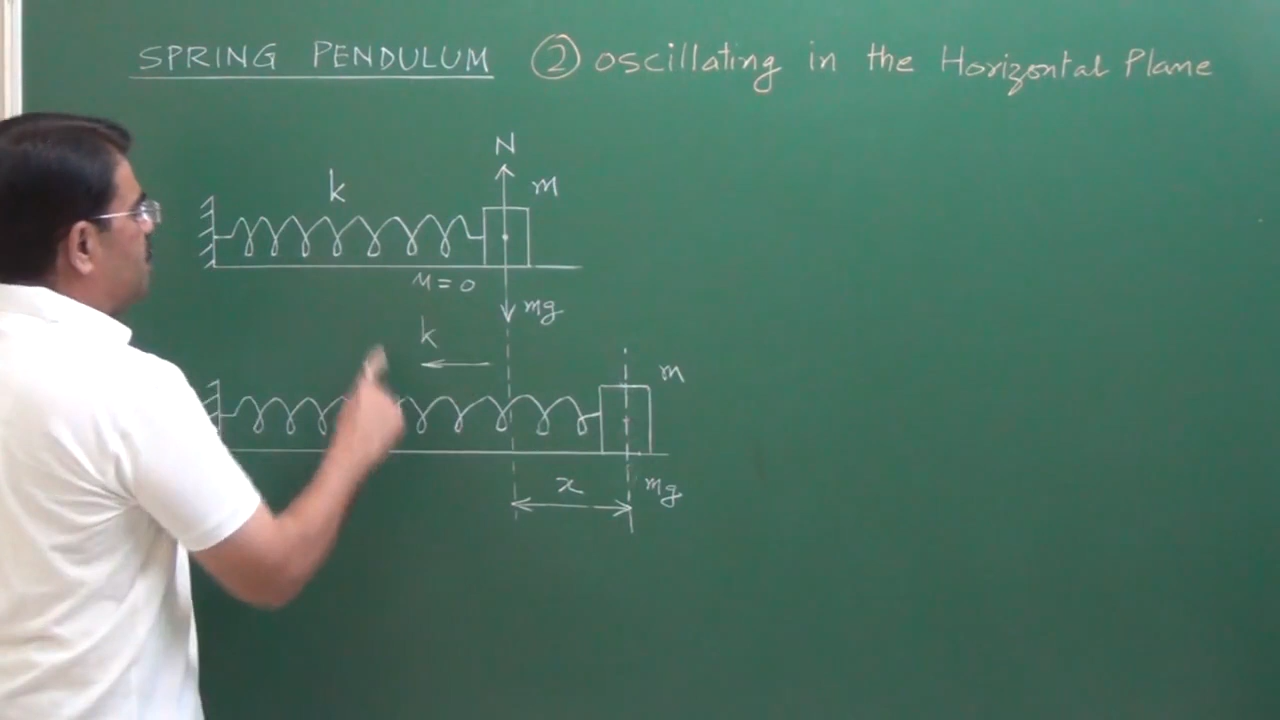 SPRING PENDULUM ② oscillating in the Horizontal Plane
N
k
m
M = 0
mg
k
m
x
mg